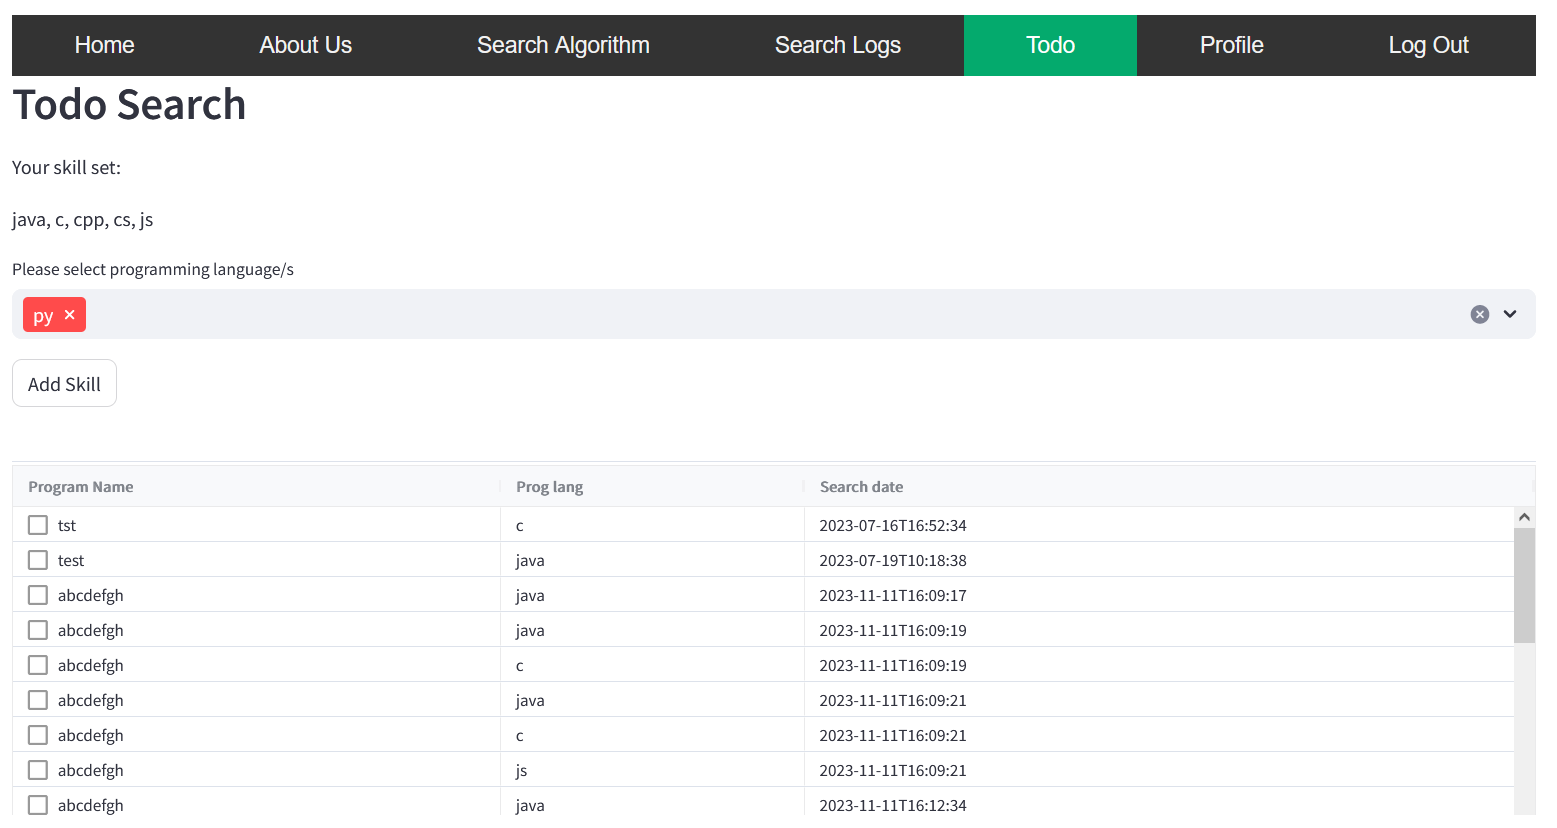 Home About Us Search Algorithm Search Logs Todo Profile Log Out
Todo Search
Your skill set:
java, c, cpp, cs, js
Please select programming language/s
py
Add Skill
Program Name Prog lang Search date
tst c 2023-07-16T16:52:34
test java 2023-07-19T10:18:38
abcdefgh java 2023-11-11T16:09:17
abcdefgh java 2023-11-11T16:09:19
abcdefgh c 2023-11-11T16:09:19
abcdefgh java 2023-11-11T16:09:21
abcdefgh c 2023-11-11T16:09:21
abcdefgh js 2023-11-11T16:09:21
abcdefgh java 2023-11-11T16:12:34